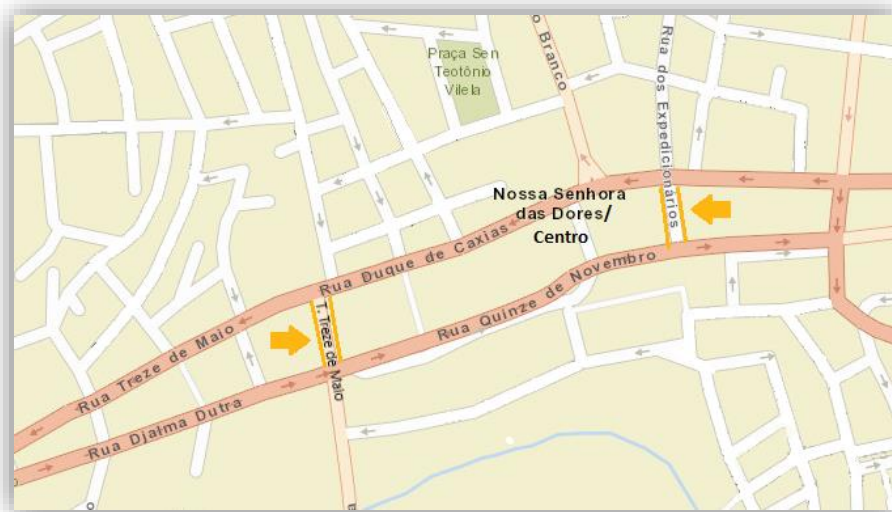 Praça Sen
Teotônio
Vilela
o Branco
Rua dos Expedicionários
Nossa Senhora
das Dores/
Centro
Rua Duque de Caxias
Rua Quinze de Novembro
T. Treze de Maio
Rua Treze de Maio
Rua Djalma Dutra